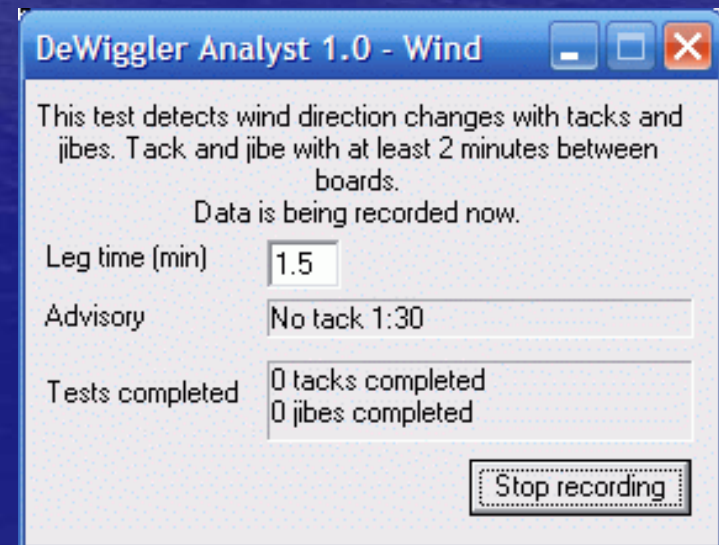 DeWiggler Analyst 1.0 - Wind
This test detects wind direction changes with tacks and
jibes. Tack and jibe with at least 2 minutes between
boards.
Data is being recorded now.
Leg time (min) 1.5
Advisory No tack 1:30
Tests completed 0 tacks completed
0 jibes completed
Stop recording